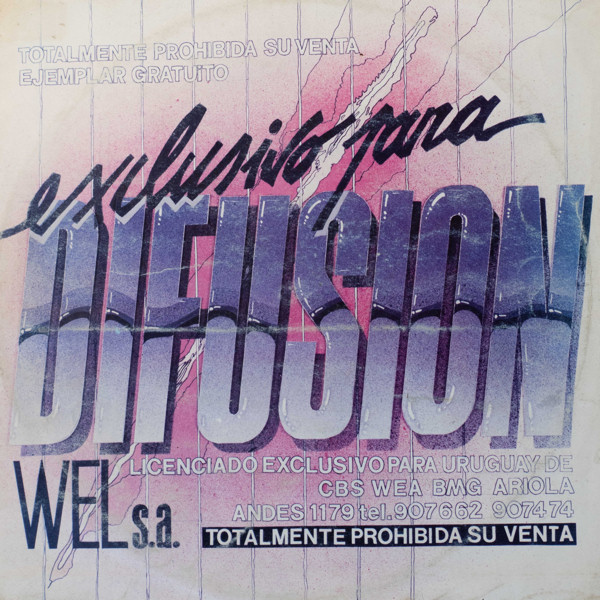 TOTALMENTE PROHIBIDA SU VENTA
EJEMPLAR GRATUiTO
exclusivo para
DIFUSION
WEL s.a.
LICENCIADO EXCLUSIVO PARA URUGUAY DE
CBS WEA BMG ARIOLA
ANDES 1179 tel. 907662 907474
TOTALMENTE PROHIBIDA SU VENTA